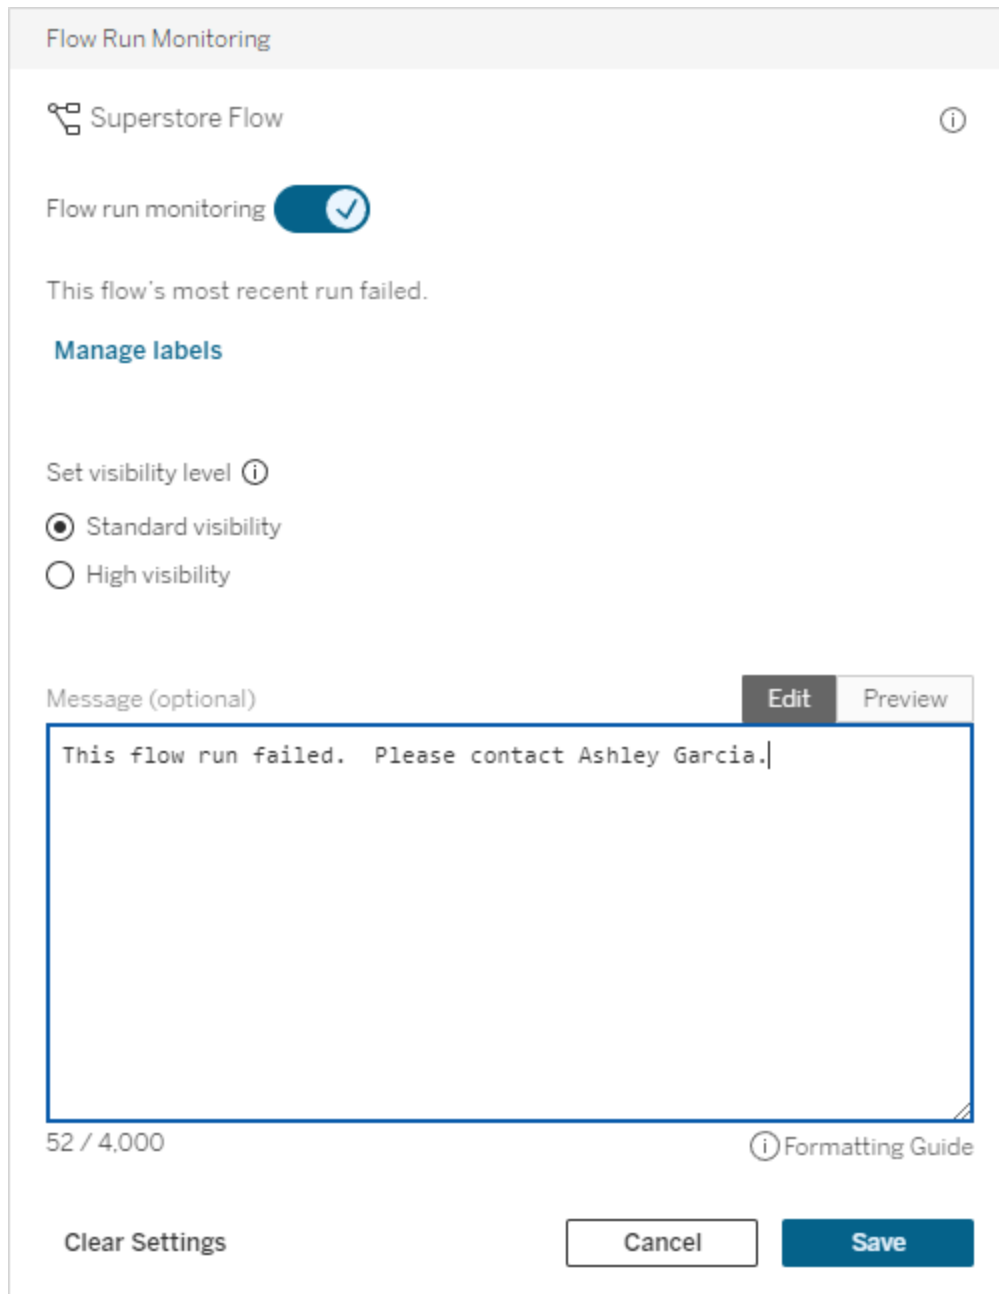 Flow Run Monitoring
Superstore Flow
Flow run monitoring
This flow's most recent run failed.
Manage labels
Set visibility level
Standard visibility
High visibility
Message (optional)
Edit Preview
This flow run failed.  Please contact Ashley Garcia.
52 / 4,000
Formatting Guide
Clear Settings Cancel Save